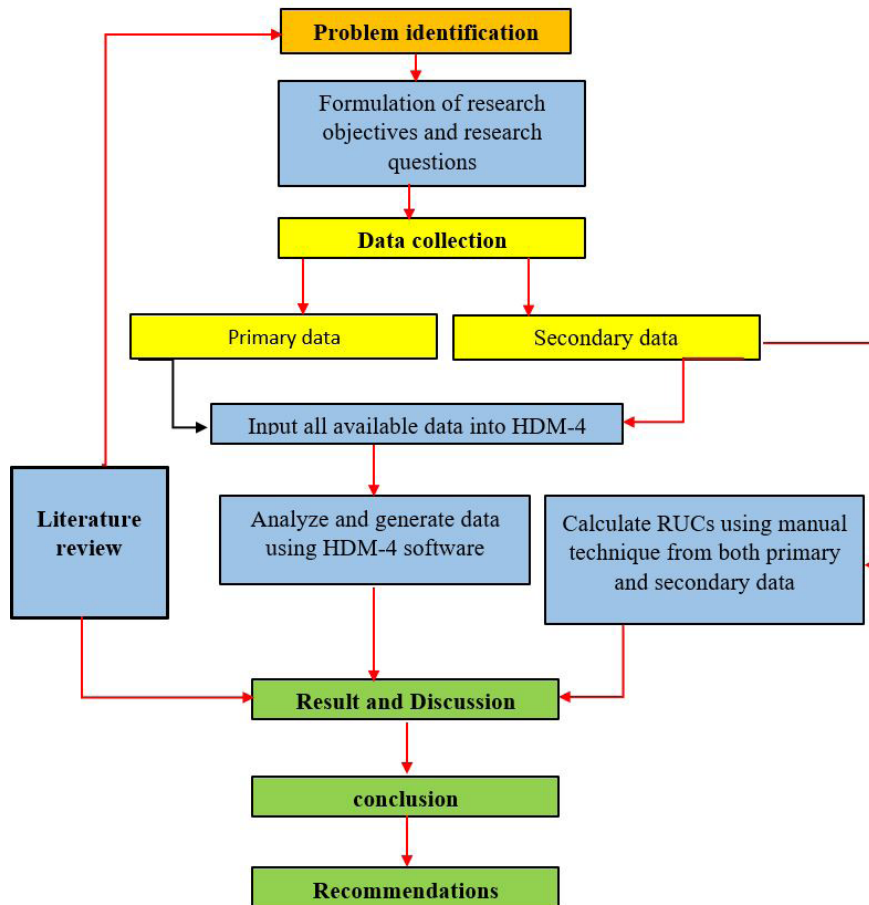 Problem identification
Formulation of research
objectives and research
questions
Data collection
Primary data
Secondary data
Input all available data into HDM-4
Literature
review
Analyze and generate data
using HDM-4 software
Calculate RUCs using manual
technique from both primary
and secondary data
Result and Discussion
conclusion
Recommendations